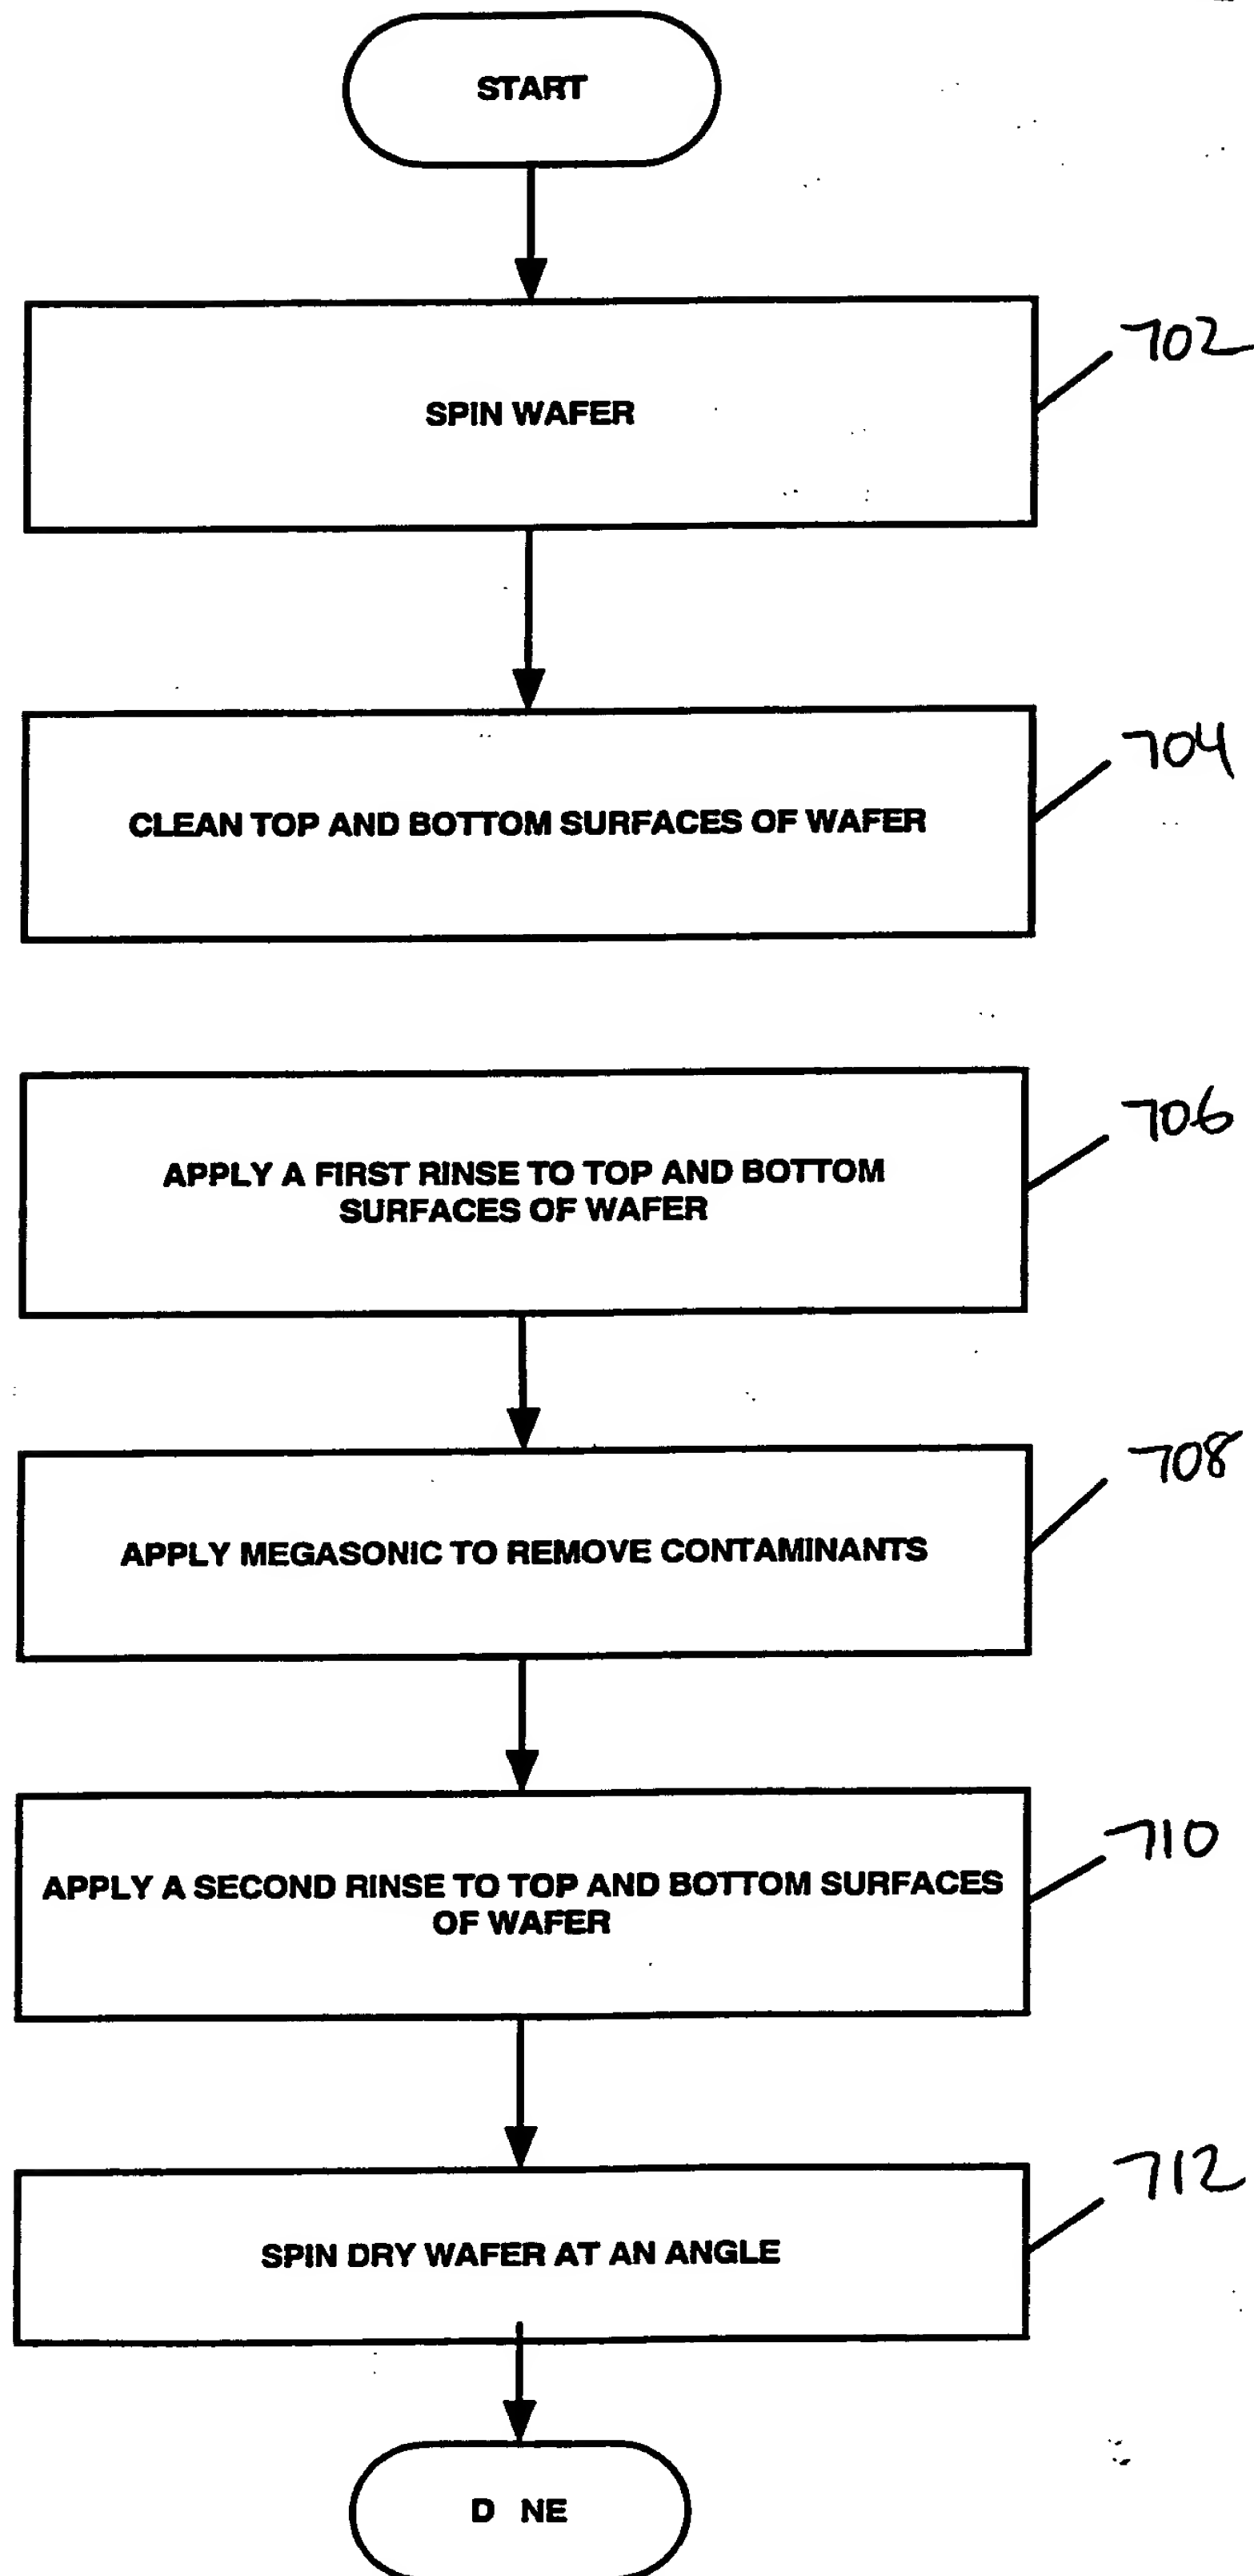 START
SPIN WAFER
702
CLEAN TOP AND BOTTOM SURFACES OF WAFER
704
APPLY A FIRST RINSE TO TOP AND BOTTOM
SURFACES OF WAFER
706
APPLY MEGASONIC TO REMOVE CONTAMINANTS
708
APPLY A SECOND RINSE TO TOP AND BOTTOM SURFACES
OF WAFER
710
SPIN DRY WAFER AT AN ANGLE
712
D NE